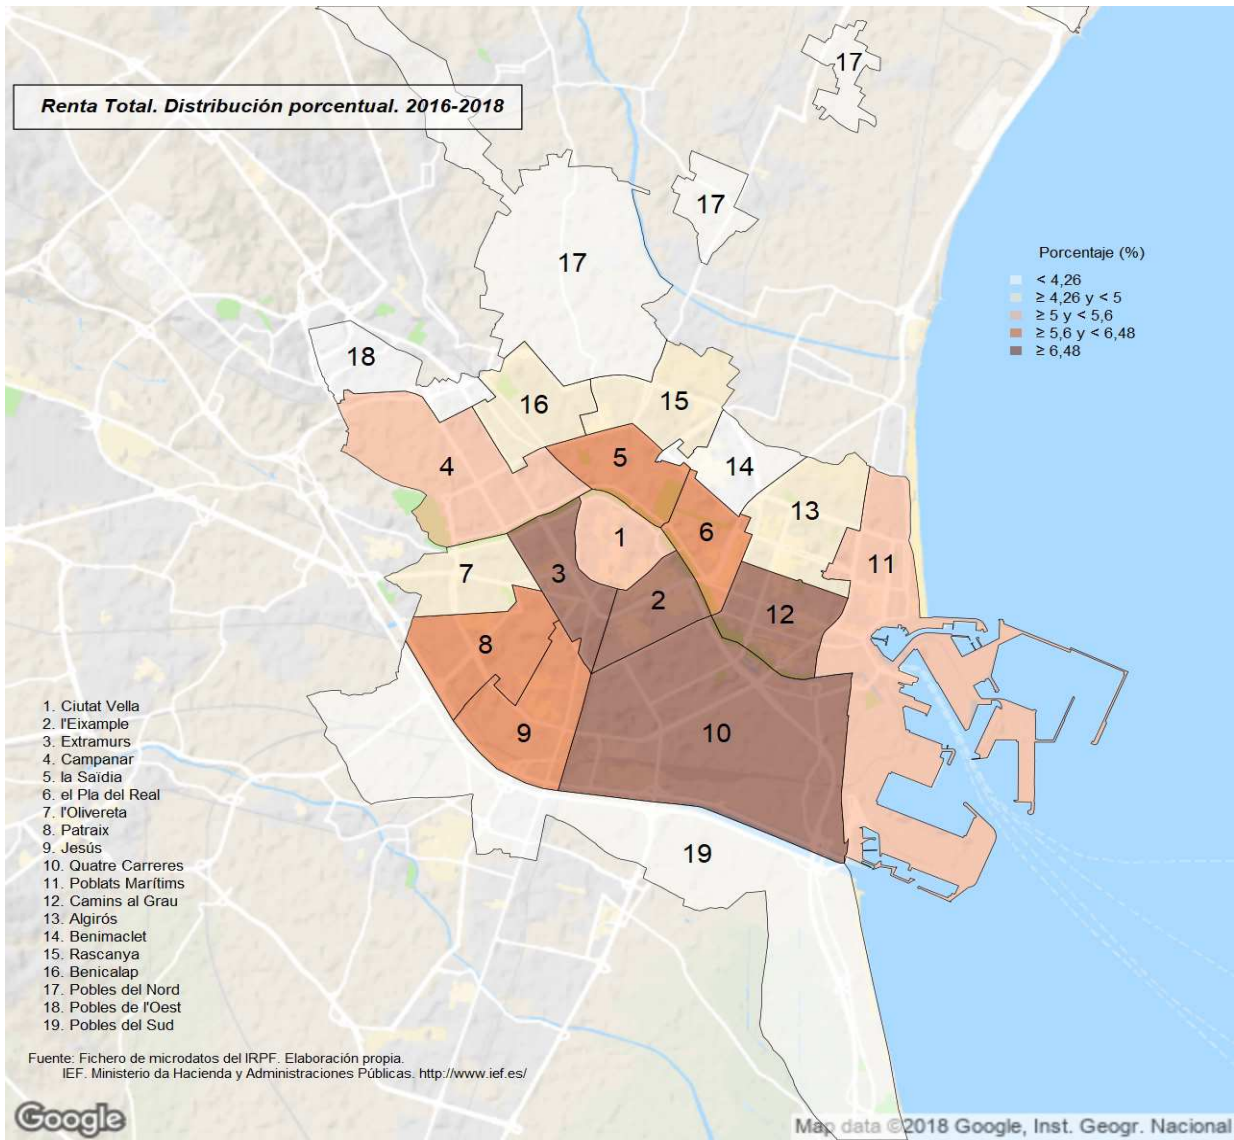 Renta Total. Distribución porcentual. 2016-2018
17
17
17
Porcentaje (%)
< 4,26
≥ 4,26 y < 5
≥ 5 y < 5,6
≥ 5,6 y < 6,48
≥ 6,48
18
16
15
4
5
14
13
6
1
11
7
3
2
12
8
9
10
19
1. Ciutat Vella
2. l'Eixample
3. Extramurs
4. Campanar
5. la Saïdia
6. el Pla del Real
7. l'Olivereta
8. Patraix
9. Jesús
10. Quatre Carreres
11. Poblats Marítims
12. Camins al Grau
13. Algirós
14. Benimaclet
15. Rascanya
16. Benicalap
17. Pobles del Nord
18. Pobles de l'Oest
19. Pobles del Sud
Fuente: Fichero de microdatos del IRPF. Elaboración propia.
IEF. Ministerio da Hacienda y Administraciones Públicas. http://www.ief.es/
Google
Map data ©2018 Google, Inst. Geogr. Nacional